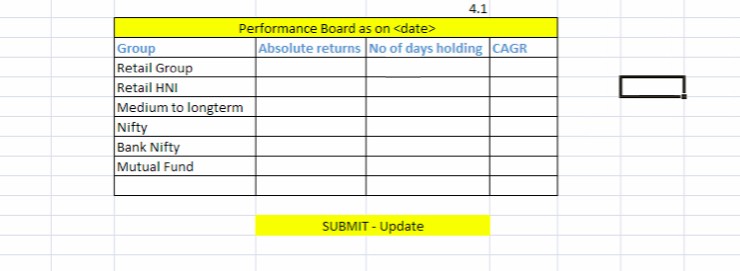 4.1
Performance Board as on <date>
Group Absolute returns No of days holding CAGR
Retail Group
Retail HNI
Medium to longterm
Nifty
Bank Nifty
Mutual Fund
SUBMIT - Update